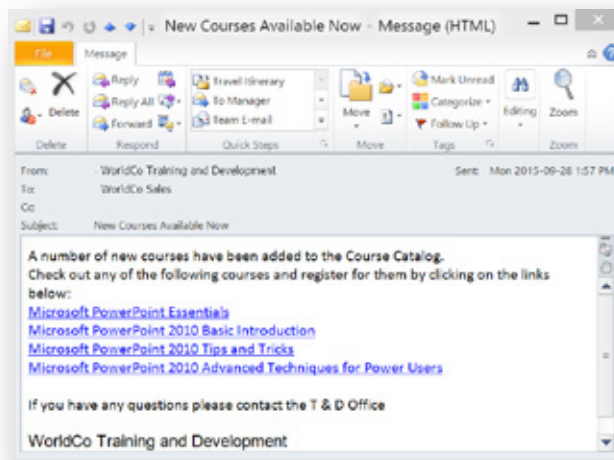 New Courses Available Now - Message (HTML)
File Message
Delete
Reply
Reply All
Forward
Travel Itinerary
To Manager
Team E-mail
Move
Mark Unread
Categorize
Follow Up
Editing
Zoom
Delete Respond Quick Steps Move Tags Zoom
From: WorldCo Training and Development Sent: Mon 2015-09-28 1:57 PM
To: WorldCo Sales
Cc:
Subject: New Courses Available Now
A number of new courses have been added to the Course Catalog.
Check out any of the following courses and register for them by clicking on the links
below:
Microsoft PowerPoint Essentials
Microsoft PowerPoint 2010 Basic Introduction
Microsoft PowerPoint 2010 Tips and Tricks
Microsoft PowerPoint 2010 Advanced Techniques for Power Users
If you have any questions please contact the T & D Office
WorldCo Training and Development